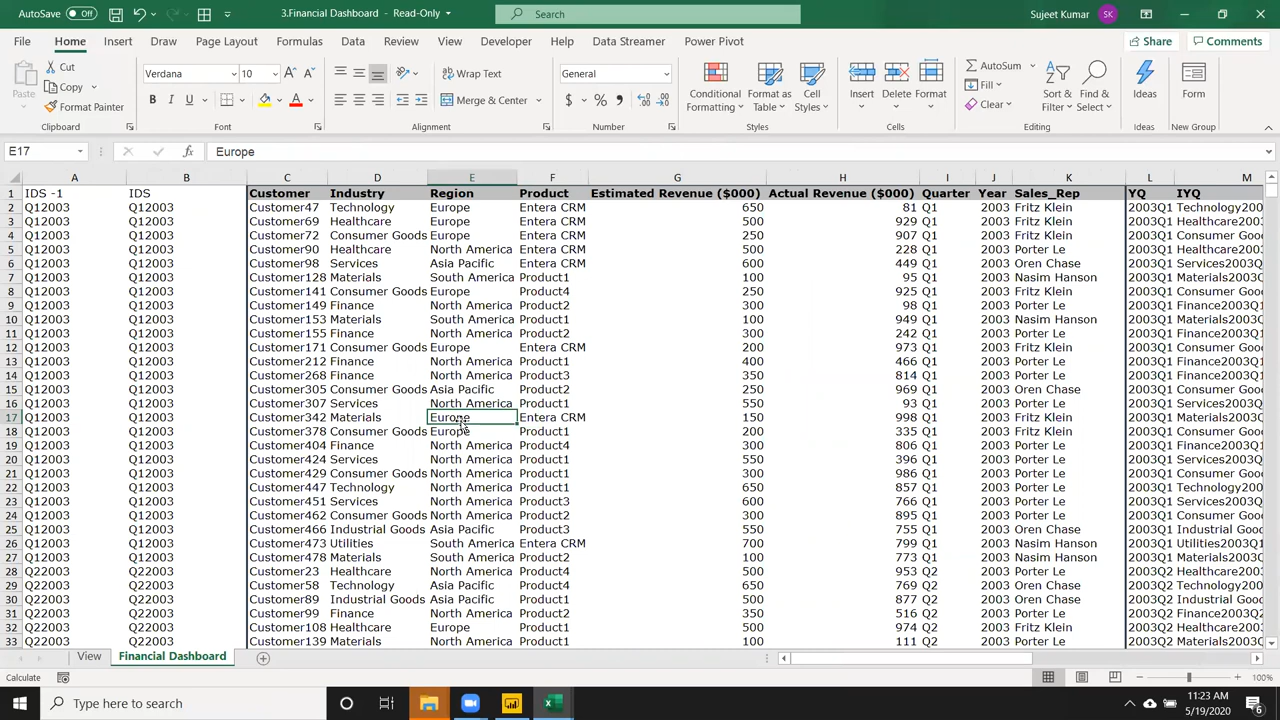 AutoSave Off 3.Financial Dashboard - Read-Only Search Sujeet Kumar SK
File Home Insert Draw Page Layout Formulas Data Review View Developer Help Data Streamer Power Pivot Share Comments
Paste Cut Copy Format Painter Clipboard
Verdana 10 B I U A Font
Wrap Text Merge & Center Alignment
General $ % Number
Conditional Formatting Format as Table Cell Styles Styles
Insert Delete Format Cells
AutoSum Fill Clear Sort & Filter Find & Select Editing
Ideas Ideas
Form New Group
E17 fx Europe
A B C D E F G H I J K L M
1 IDS -1 IDS Customer Industry Region Product Estimated Revenue ($000) Actual Revenue ($000) Quarter Year Sales_Rep YQ IYQ
2 Q12003 Q12003 Customer47 Technology Europe Entera CRM 650 81 Q1 2003 Fritz Klein 2003Q1 Technology2003
3 Q12003 Q12003 Customer69 Healthcare Europe Entera CRM 500 929 Q1 2003 Fritz Klein 2003Q1 Healthcare2003
4 Q12003 Q12003 Customer72 Consumer Goods Europe Entera CRM 250 907 Q1 2003 Fritz Klein 2003Q1 Consumer Goods
5 Q12003 Q12003 Customer90 Healthcare North America Entera CRM 500 228 Q1 2003 Porter Le 2003Q1 Healthcare2003
6 Q12003 Q12003 Customer98 Services Asia Pacific Entera CRM 600 449 Q1 2003 Oren Chase 2003Q1 Services2003Q
7 Q12003 Q12003 Customer128 Materials South America Product1 100 95 Q1 2003 Nasim Hanson 2003Q1 Materials2003Q
8 Q12003 Q12003 Customer141 Consumer Goods Europe Product4 250 925 Q1 2003 Fritz Klein 2003Q1 Consumer Goods
9 Q12003 Q12003 Customer149 Finance North America Product2 300 98 Q1 2003 Porter Le 2003Q1 Finance2003Q1
10 Q12003 Q12003 Customer153 Materials South America Product1 100 949 Q1 2003 Nasim Hanson 2003Q1 Materials2003Q
11 Q12003 Q12003 Customer155 Finance North America Product2 300 242 Q1 2003 Porter Le 2003Q1 Finance2003Q1
12 Q12003 Q12003 Customer171 Consumer Goods Europe Entera CRM 200 973 Q1 2003 Fritz Klein 2003Q1 Consumer Goods
13 Q12003 Q12003 Customer212 Finance North America Product1 400 466 Q1 2003 Porter Le 2003Q1 Finance2003Q1
14 Q12003 Q12003 Customer268 Finance North America Product3 350 814 Q1 2003 Porter Le 2003Q1 Finance2003Q1
15 Q12003 Q12003 Customer305 Consumer Goods Asia Pacific Product2 250 969 Q1 2003 Oren Chase 2003Q1 Consumer Goods
16 Q12003 Q12003 Customer307 Services North America Product1 550 93 Q1 2003 Porter Le 2003Q1 Services2003Q
17 Q12003 Q12003 Customer342 Materials Europe Entera CRM 150 998 Q1 2003 Fritz Klein 2003Q1 Materials2003Q
18 Q12003 Q12003 Customer378 Consumer Goods Europe Product1 200 335 Q1 2003 Fritz Klein 2003Q1 Consumer Goods
19 Q12003 Q12003 Customer404 Finance North America Product4 300 806 Q1 2003 Porter Le 2003Q1 Finance2003Q1
20 Q12003 Q12003 Customer424 Services North America Product1 550 396 Q1 2003 Porter Le 2003Q1 Services2003Q
21 Q12003 Q12003 Customer429 Consumer Goods North America Product1 300 986 Q1 2003 Porter Le 2003Q1 Consumer Goods
22 Q12003 Q12003 Customer447 Technology North America Product1 650 857 Q1 2003 Porter Le 2003Q1 Technology2003
23 Q12003 Q12003 Customer451 Services North America Product3 600 766 Q1 2003 Porter Le 2003Q1 Services2003Q
24 Q12003 Q12003 Customer462 Consumer Goods North America Product2 300 895 Q1 2003 Porter Le 2003Q1 Consumer Goods
25 Q12003 Q12003 Customer466 Industrial Goods Asia Pacific Product3 550 755 Q1 2003 Oren Chase 2003Q1 Industrial Goods
26 Q12003 Q12003 Customer473 Utilities South America Entera CRM 700 799 Q1 2003 Nasim Hanson 2003Q1 Utilities2003Q1
27 Q12003 Q12003 Customer478 Materials South America Product2 100 773 Q1 2003 Nasim Hanson 2003Q1 Materials2003Q
28 Q22003 Q22003 Customer23 Healthcare North America Product4 500 953 Q2 2003 Porter Le 2003Q2 Healthcare2003
29 Q22003 Q22003 Customer58 Technology Asia Pacific Product4 650 769 Q2 2003 Oren Chase 2003Q2 Technology2003
30 Q22003 Q22003 Customer89 Industrial Goods Asia Pacific Product1 500 877 Q2 2003 Oren Chase 2003Q2 Industrial Goods
31 Q22003 Q22003 Customer99 Finance North America Product2 350 516 Q2 2003 Porter Le 2003Q2 Finance2003Q2
32 Q22003 Q22003 Customer108 Healthcare Europe Product1 500 974 Q2 2003 Fritz Klein 2003Q2 Healthcare2003
33 Q22003 Q22003 Customer139 Materials North America Product1 100 111 Q2 2003 Porter Le 2003Q2 Materials2003Q
View Financial Dashboard
Calculate 100%
Type here to search 11:23 AM
5/19/2020 6